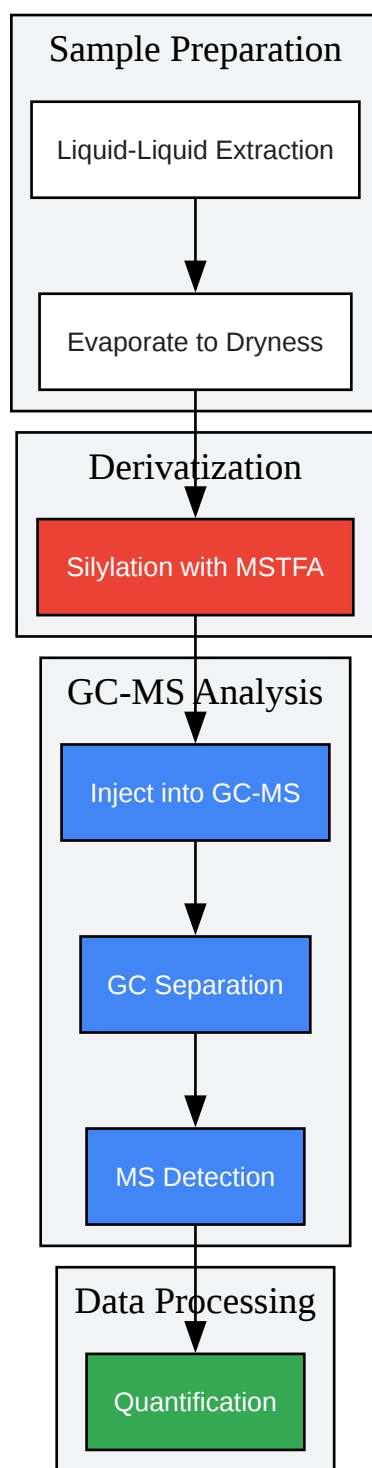 Sample Preparation
Liquid-Liquid Extraction
Evaporate to Dryness
Derivatization
Silylation with MSTFA
GC-MS Analysis
Inject into GC-MS
GC Separation
MS Detection
Data Processing
Quantification